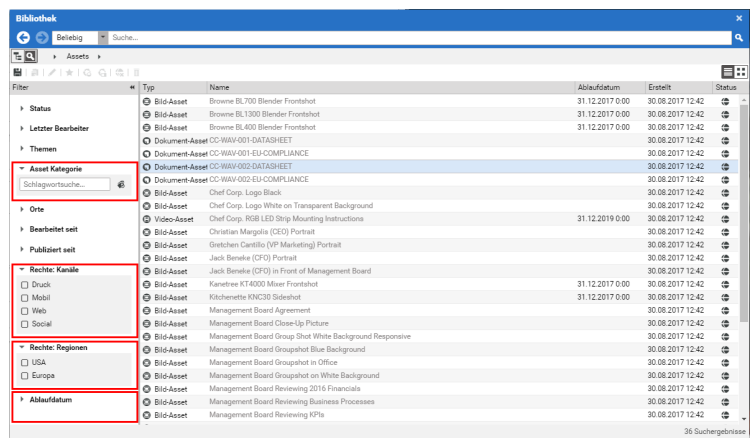 Bibliothek
Beliebig Suche...
Assets
Filter Typ Name Ablaufdatum Erstellt Status
Status
Letzter Bearbeiter
Themen
Asset Kategorie
Schlagwortsuche...
Orte
Bearbeitet seit
Publiziert seit
Rechte: Kanäle
Druck
Mobil
Web
Social
Rechte: Regionen
USA
Europa
Ablaufdatum
Bild-Asset Browne BL700 Blender Frontshot 31.12.2017 0:00 30.08.2017 12:42
Bild-Asset Browne BL1300 Blender Frontshot 31.12.2017 0:00 30.08.2017 12:42
Bild-Asset Browne BL400 Blender Frontshot 31.12.2017 0:00 30.08.2017 12:42
Dokument-Asset CC-WAV-001-DATASHEET 30.08.2017 12:42
Dokument-Asset CC-WAV-001-EU-COMPLIANCE 30.08.2017 12:42
Dokument-Asset CC-WAV-002-DATASHEET 30.08.2017 12:42
Dokument-Asset CC-WAV-002-EU-COMPLIANCE 30.08.2017 12:42
Bild-Asset Chef Corp. Logo Black 30.08.2017 12:42
Bild-Asset Chef Corp. Logo White on Transparent Background 30.08.2017 12:42
Video-Asset Chef Corp. RGB LED Strip Mounting Instructions 31.12.2019 0:00 30.08.2017 12:42
Bild-Asset Christian Margolis (CEO) Portrait 30.08.2017 12:42
Bild-Asset Gretchen Cantillo (VP Marketing) Portrait 30.08.2017 12:42
Bild-Asset Jack Beneke (CFO) Portrait 30.08.2017 12:42
Bild-Asset Jack Beneke (CFO) in Front of Management Board 30.08.2017 12:42
Bild-Asset Kanetree KT4000 Mixer Frontshot 31.12.2017 0:00 30.08.2017 12:42
Bild-Asset Kitchenette KNC30 Sideshot 31.12.2017 0:00 30.08.2017 12:42
Bild-Asset Management Board Agreement 30.08.2017 12:42
Bild-Asset Management Board Close-Up Picture 30.08.2017 12:42
Bild-Asset Management Board Group Shot White Background Responsive 30.08.2017 12:42
Bild-Asset Management Board Groupshot Blue Background 30.08.2017 12:42
Bild-Asset Management Board Groupshot in Office 30.08.2017 12:42
Bild-Asset Management Board Groupshot on White Background 30.08.2017 12:42
Bild-Asset Management Board Reviewing 2016 Financials 30.08.2017 12:42
Bild-Asset Management Board Reviewing Business Processes 30.08.2017 12:42
Bild-Asset Management Board Reviewing KPIs 30.08.2017 12:42
36 Suchergebnisse